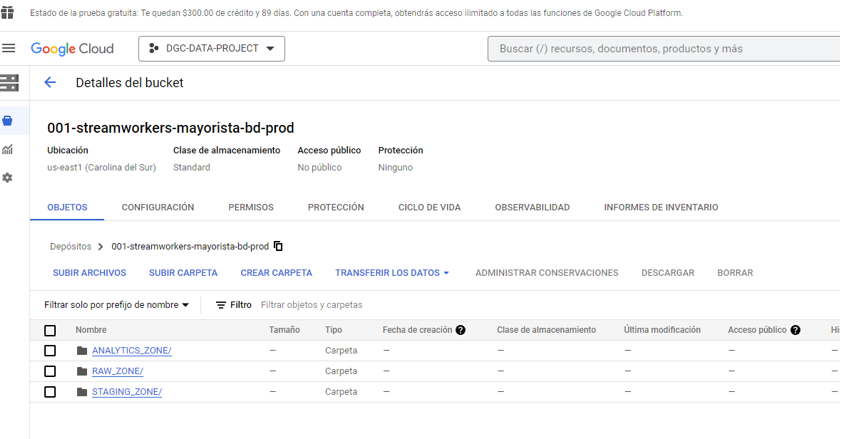 Estado de la prueba gratuita: Te quedan $300.00 de crédito y 89 días. Con una cuenta completa, obtendrás acceso ilimitado a todas las funciones de Google Cloud Platform.
Google Cloud DGC-DATA-PROJECT Buscar (/) recursos, documentos, productos y más
Detalles del bucket
001-streamworkers-mayorista-bd-prod
Ubicación Clase de almacenamiento Acceso público Protección
us-east1 (Carolina del Sur) Standard No público Ninguno
OBJETOS CONFIGURACIÓN PERMISOS PROTECCIÓN CICLO DE VIDA OBSERVABILIDAD INFORMES DE INVENTARIO
Depósitos 001-streamworkers-mayorista-bd-prod
SUBIR ARCHIVOS SUBIR CARPETA CREAR CARPETA TRANSFERIR LOS DATOS ADMINISTRAR CONSERVACIONES DESCARGAR BORRAR
Filtrar solo por prefijo de nombre Filtro Filtrar objetos y carpetas
Nombre Tamaño Tipo Fecha de creación ? Clase de almacenamiento Última modificación Acceso público ? His
ANALYTICS_ZONE/ — Carpeta — — — — —
RAW_ZONE/ — Carpeta — — — — —
STAGING_ZONE/ — Carpeta — — — — —